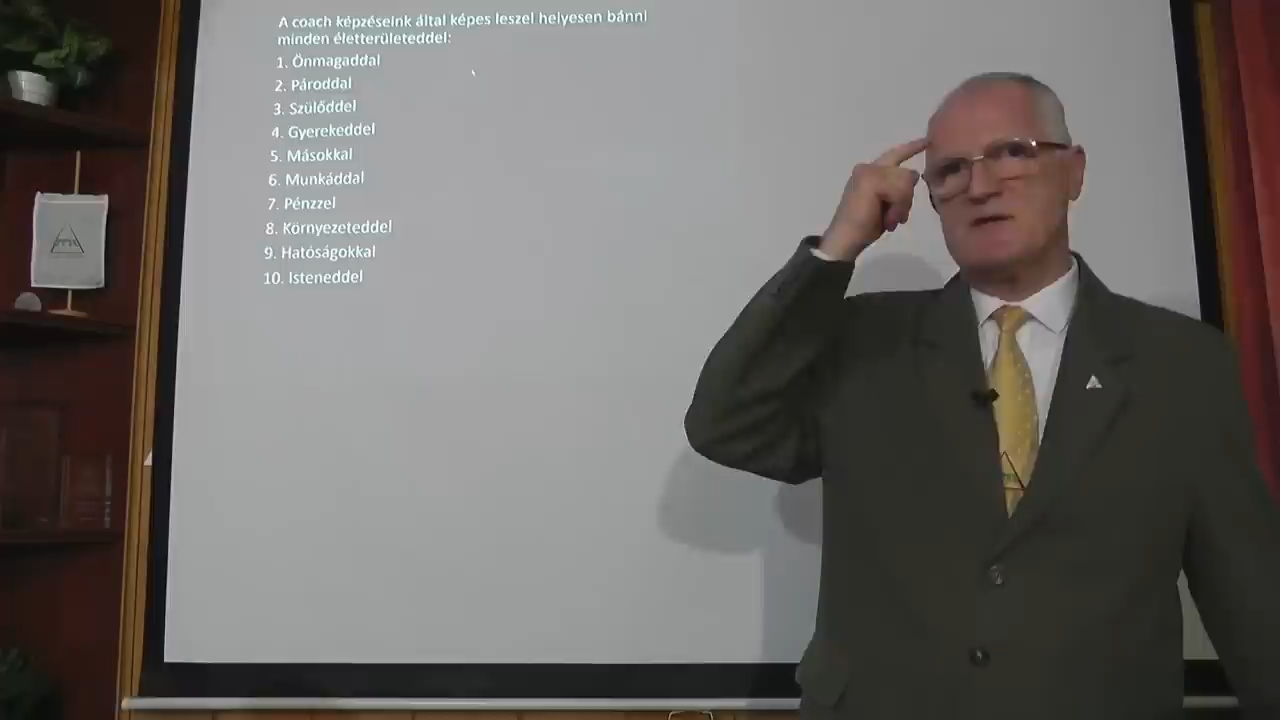 A coach képzéseink által képes leszel helyesen bánni
minden életterületeddel:
1. Önmagaddal
2. Pároddal
3. Szülőddel
4. Gyerekeddel
5. Másokkal
6. Munkáddal
7. Pénzzel
8. Környezeteddel
9. Hatóságokkal
10. Isteneddel